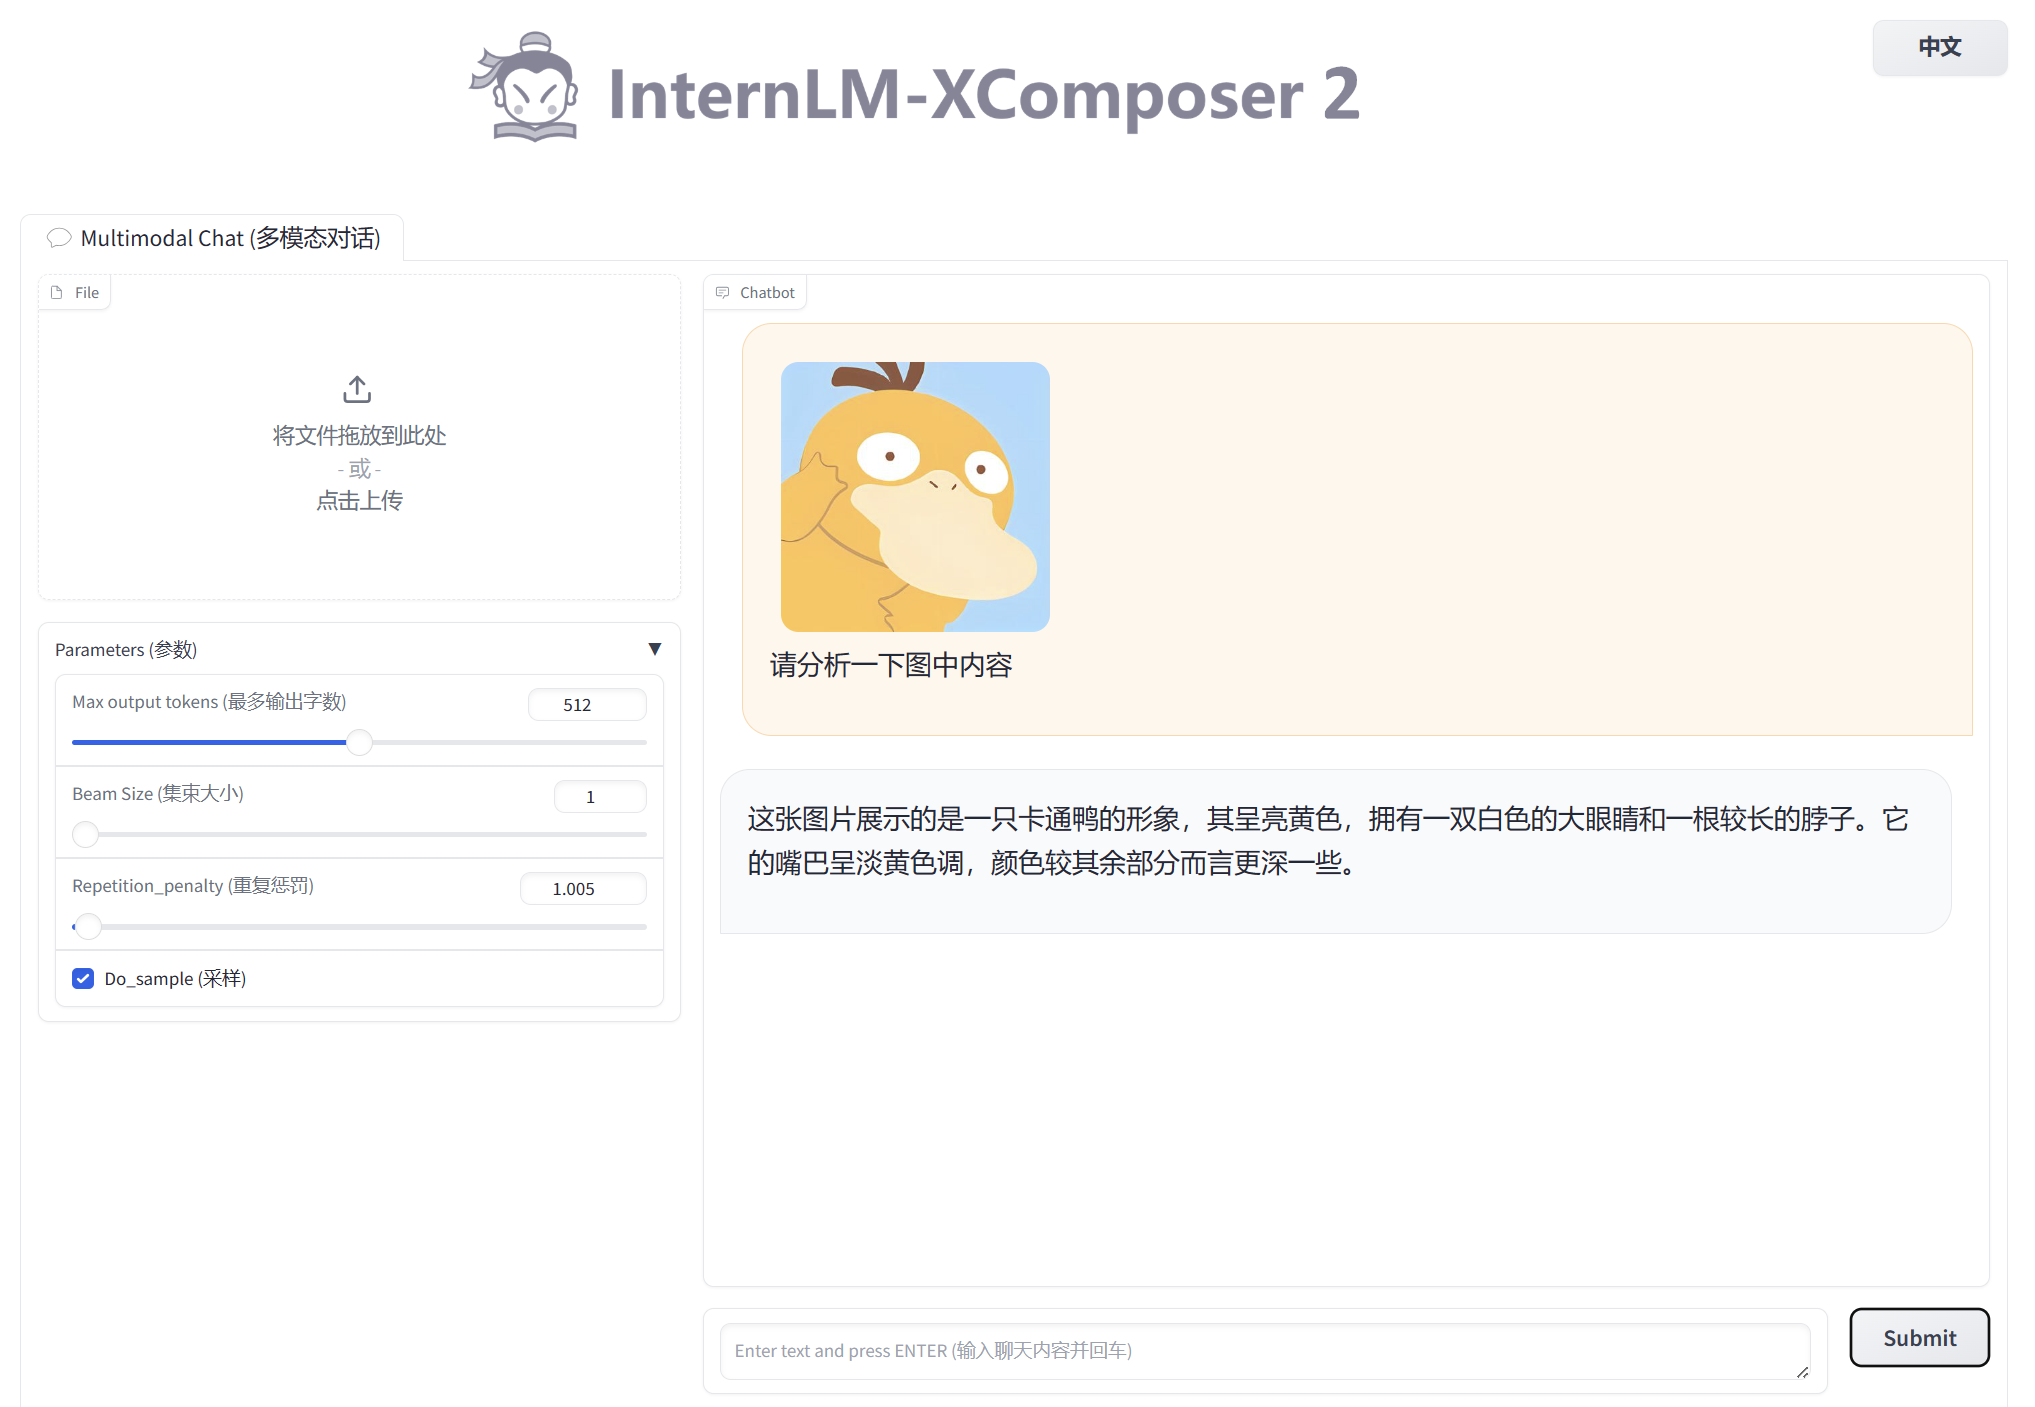 InternLM-XComposer 2
中文
Multimodal Chat (多模态对话)
File
将文件拖放到此处
- 或 -
点击上传
Parameters (参数)
Max output tokens (最多输出字数)
512
Beam Size (集束大小)
1
Repetition_penalty (重复惩罚)
1.005
Do_sample (采样)
Chatbot
请分析一下图中内容
这张图片展示的是一只卡通鸭的形象，其呈亮黄色，拥有一双白色的大眼睛和一根较长的脖子。它
的嘴巴呈淡黄色调，颜色较其余部分而言更深一些。
Enter text and press ENTER (输入聊天内容并回车)
Submit